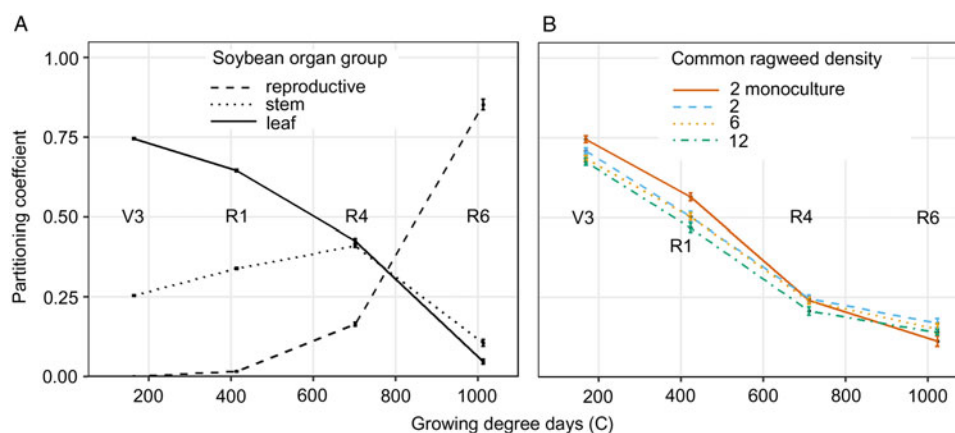 A
B
Soybean organ group
reproductive
stem
leaf
Common ragweed density
2 monoculture
2
6
12
Partitioning coefficient
1.00
0.75
0.50
0.25
0.00
V3
R1
R4
R6
V3
R1
R4
R6
200
400
600
800
1000
200
400
600
800
1000
Growing degree days (C)